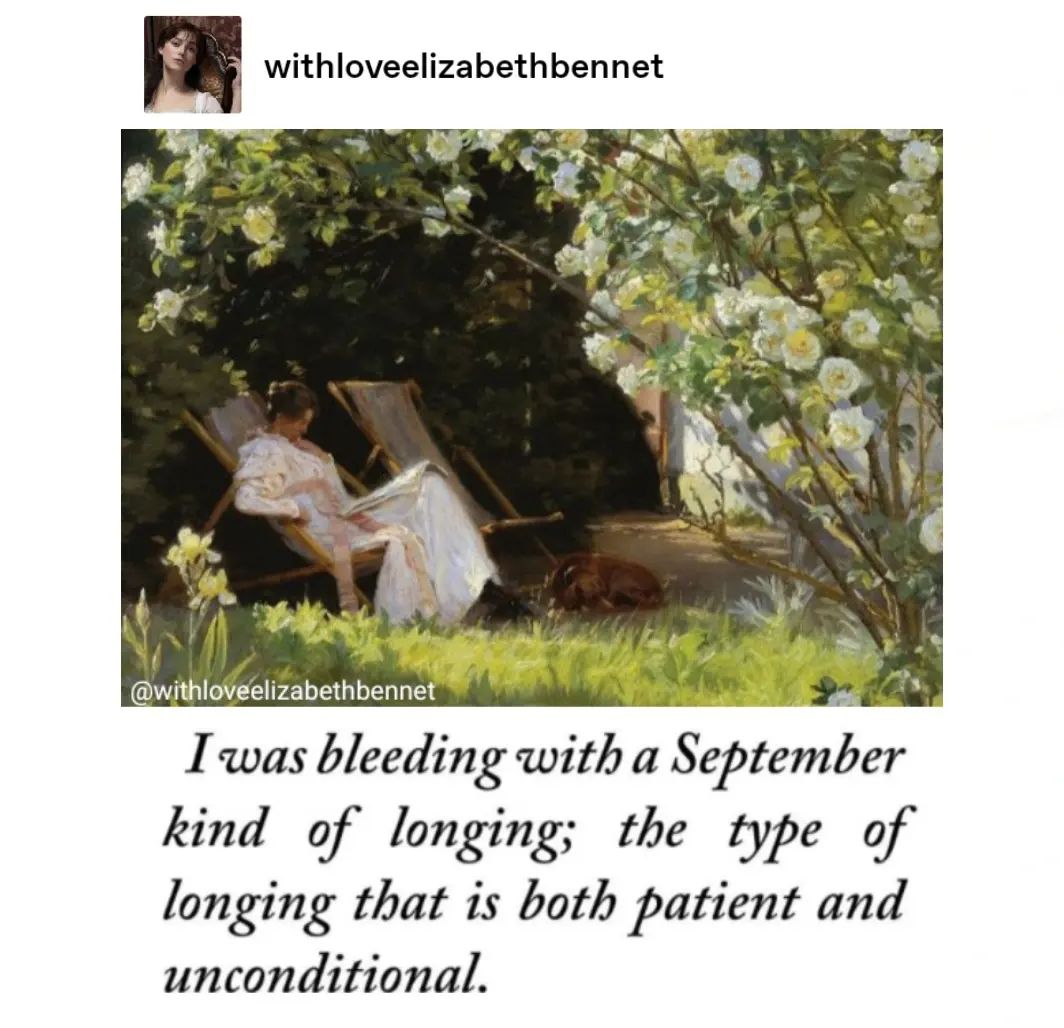 withloveelizabethbennet
@withloveelizabethbennet
I was bleeding with a September
kind of longing; the type of
longing that is both patient and
unconditional.